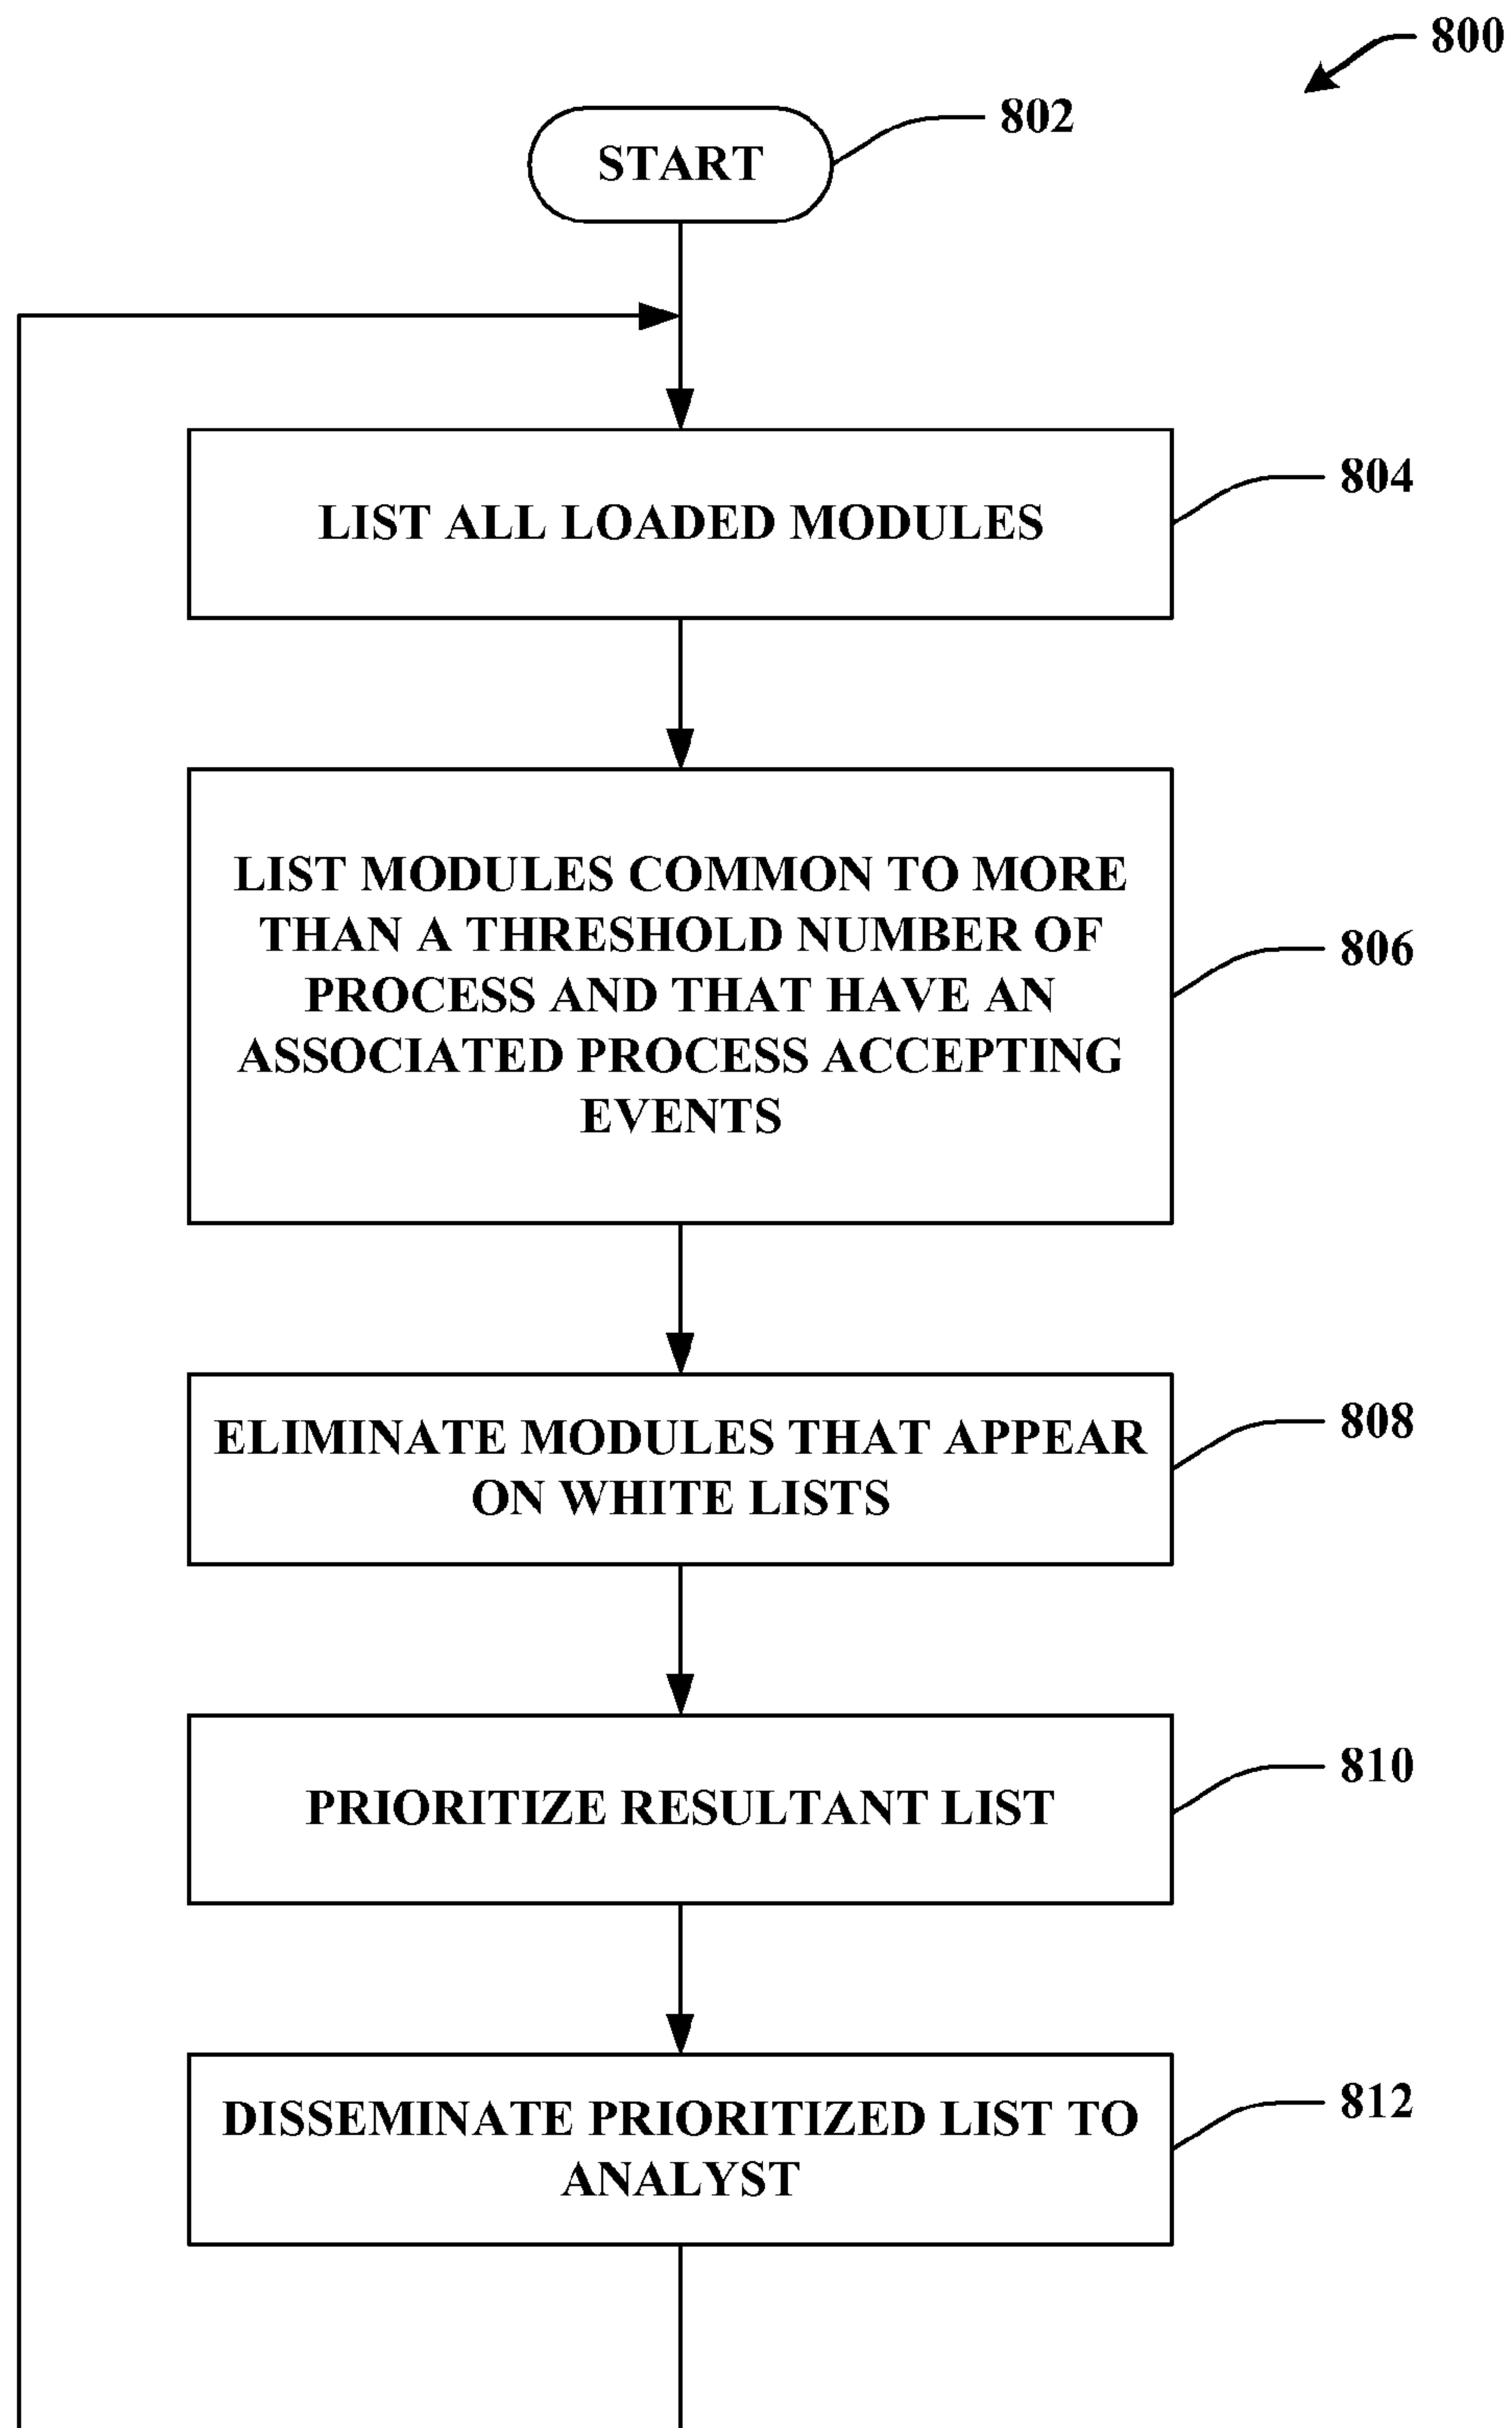 800
802
START
804
LIST ALL LOADED MODULES
LIST MODULES COMMON TO MORE
THAN A THRESHOLD NUMBER OF
PROCESS AND THAT HAVE AN
ASSOCIATED PROCESS ACCEPTING
EVENTS
806
ELIMINATE MODULES THAT APPEAR
ON WHITE LISTS
808
PRIORITIZE RESULTANT LIST
810
DISSEMINATE PRIORITIZED LIST TO
ANALYST
812